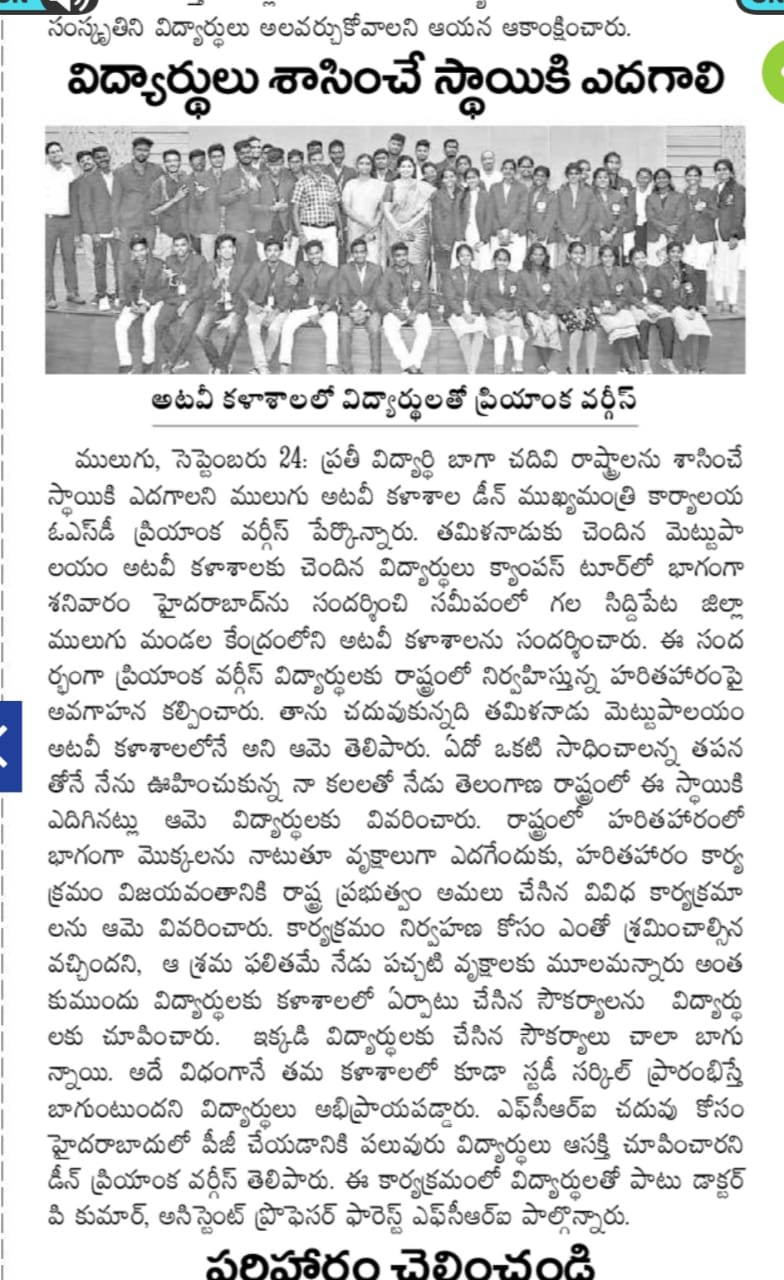 సంస్కృతిని విద్యార్థులు అలవర్చుకోవాలని ఆయన ఆకాంక్షించారు.
విద్యార్థులు శాసించే స్థాయికి ఎదగాలి
అటవీ కళాశాలలో విద్యార్థులతో ప్రియాంక వర్గీస్
ములుగు, సెప్టెంబరు 24: ప్రతీ విద్యార్థి బాగా చదివి రాష్ట్రాలను శాసించే
స్థాయికి ఎదగాలని ములుగు అటవీ కళాశాల డీన్ ముఖ్యమంత్రి కార్యాలయ
ఓఎస్‌డీ ప్రియాంక వర్గీస్ పేర్కొన్నారు. తమిళనాడుకు చెందిన మెట్టుపా
లయం అటవీ కళాశాలకు చెందిన విద్యార్థులు క్యాంపస్ టూర్‌లో భాగంగా
శనివారం హైదరాబాద్‌ను సందర్శించి సమీపంలో గల సిద్దిపేట జిల్లా
ములుగు మండల కేంద్రంలోని అటవీ కళాశాలను సందర్శించారు. ఈ సంద
ర్భంగా ప్రియాంక వర్గీస్ విద్యార్థులకు రాష్ట్రంలో నిర్వహిస్తున్న హరితహారంపై
అవగాహన కల్పించారు. తాను చదువుకున్నది తమిళనాడు మెట్టుపాలయం
అటవీ కళాశాలలోనే అని ఆమె తెలిపారు. ఏదో ఒకటి సాధించాలన్న తపన
తోనే నేను ఊహించుకున్న నా కలలతో నేడు తెలంగాణ రాష్ట్రంలో ఈ స్థాయికి
ఎదిగినట్లు ఆమె విద్యార్థులకు వివరించారు. రాష్ట్రంలో హరితహారంలో
భాగంగా మొక్కలను నాటుతూ వృక్షాలుగా ఎదగేందుకు, హరితహారం కార్య
క్రమం విజయవంతానికి రాష్ట్ర ప్రభుత్వం అమలు చేసిన వివిధ కార్యక్రమా
లను ఆమె వివరించారు. కార్యక్రమం నిర్వహణ కోసం ఎంతో శ్రమించాల్సిన
వచ్చిందని, ఆ శ్రమ ఫలితమే నేడు పచ్చటి వృక్షాలకు మూలమన్నారు అంత
కుముందు విద్యార్థులకు కళాశాలలో ఏర్పాటు చేసిన సౌకర్యాలను విద్యార్థు
లకు చూపించారు. ఇక్కడి విద్యార్థులకు చేసిన సౌకర్యాలు చాలా బాగు
న్నాయి. అదే విధంగానే తమ కళాశాలలో కూడా స్టడీ సర్కిల్ ప్రారంభిస్తే
బాగుంటుందని విద్యార్థులు అభిప్రాయపడ్డారు. ఎఫ్‌సీఆర్ఐ చదువు కోసం
హైదరాబాదులో పీజీ చేయడానికి పలువురు విద్యార్థులు ఆసక్తి చూపించారని
డీన్ ప్రియాంక వర్గీస్ తెలిపారు. ఈ కార్యక్రమంలో విద్యార్థులతో పాటు డాక్టర్
పి కుమార్, అసిస్టెంట్ ప్రొఫెసర్ ఫారెస్ట్ ఎఫ్‌సీఆర్ఐ పాల్గొన్నారు.
పరిహారం చెల్లించండి